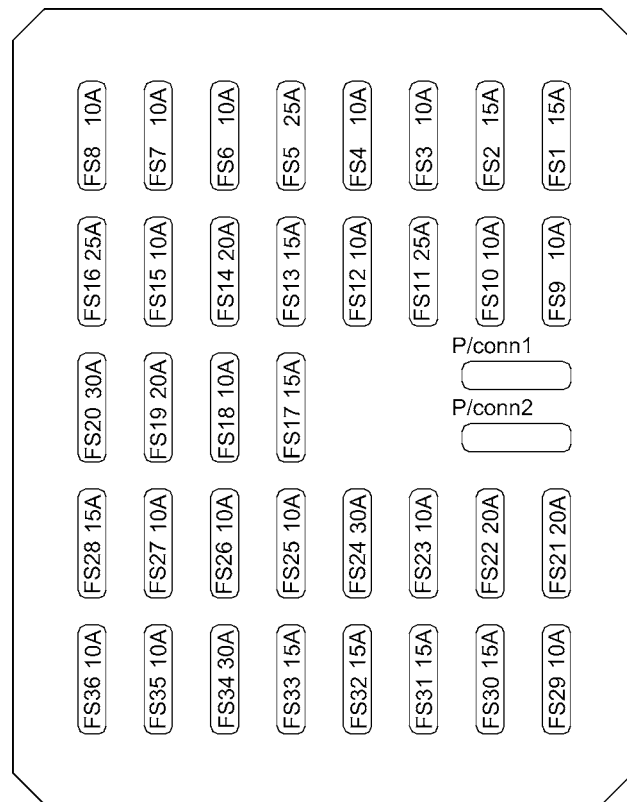 FS8 10A
FS7 10A
FS6 10A
FS5 25A
FS4 10A
FS3 10A
FS2 15A
FS1 15A
FS16 25A
FS15 10A
FS14 20A
FS13 15A
FS12 10A
FS11 25A
FS10 10A
FS9 10A
P/conn1
P/conn2
FS20 30A
FS19 20A
FS18 10A
FS17 15A
FS28 15A
FS27 10A
FS26 10A
FS25 10A
FS24 30A
FS23 10A
FS22 20A
FS21 20A
FS36 10A
FS35 10A
FS34 30A
FS33 15A
FS32 15A
FS31 15A
FS30 15A
FS29 10A